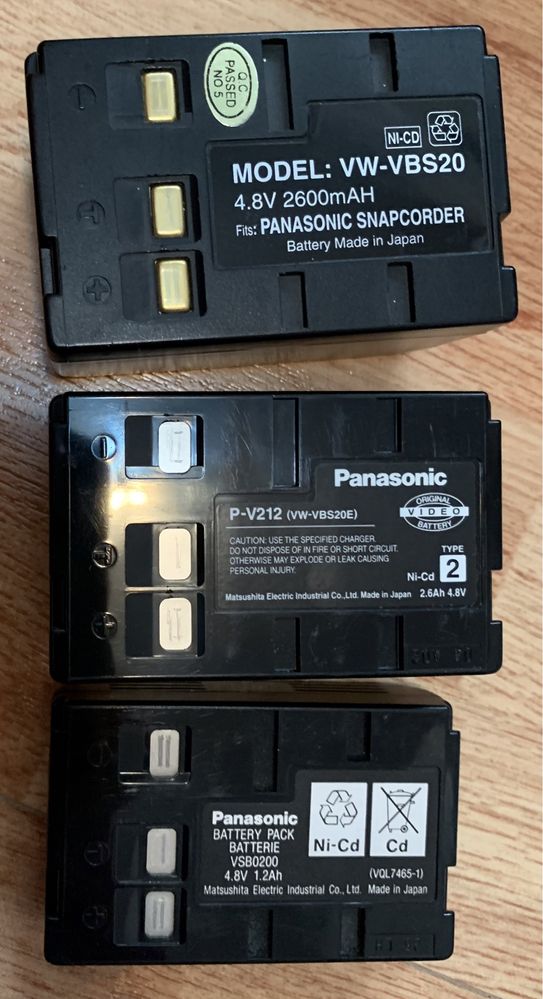 Q.C
PASSED
NO 5
NI-CD
MODEL: VW-VBS20
4.8V 2600mAH
Fits: PANASONIC SNAPCORDER
Battery Made in Japan
−
T
+
Panasonic
P-V212 (VW-VBS20E)
ORIGINAL
VIDEO
BATTERY
CAUTION: USE THE SPECIFIED CHARGER.
DO NOT DISPOSE OF IN FIRE OR SHORT CIRCUIT.
OTHERWISE MAY EXPLODE OR LEAK CAUSING
PERSONAL INJURY.
TYPE
Ni-Cd 2
Matsushita Electric Industrial Co.,Ltd. Made in Japan 2.6Ah 4.8V
−
T
+
Panasonic
BATTERY PACK
BATTERIE
VSB0200
4.8V 1.2Ah
Ni-Cd
Cd
(VQL7465-1)
Matsushita Electric Industrial Co., Ltd. Made in Japan
−
T
+